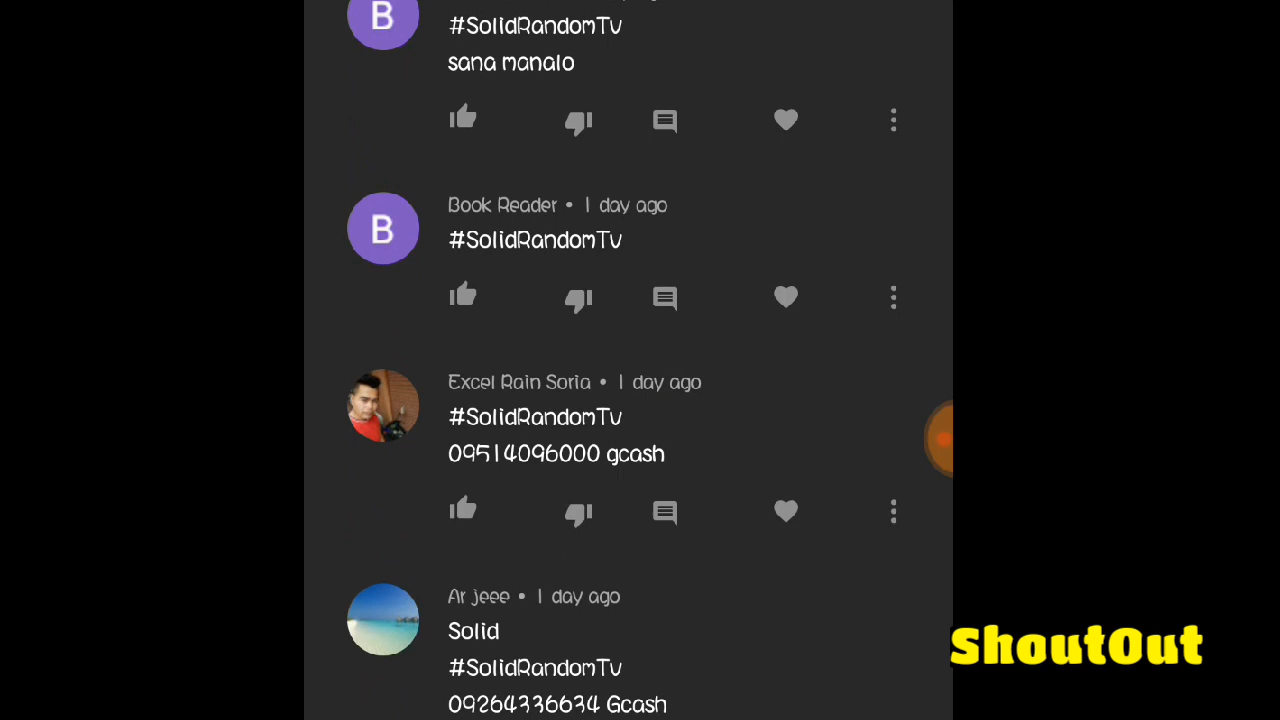 B
#SolidRandomTv
sana manalo
Book Reader • 1 day ago
B
#SolidRandomTv
Excel Rain Soria • 1 day ago
#SolidRandomTv
09514096000 gcash
Ar jeee • 1 day ago
Solid
#SolidRandomTv
09264336634 Gcash
ShoutOut